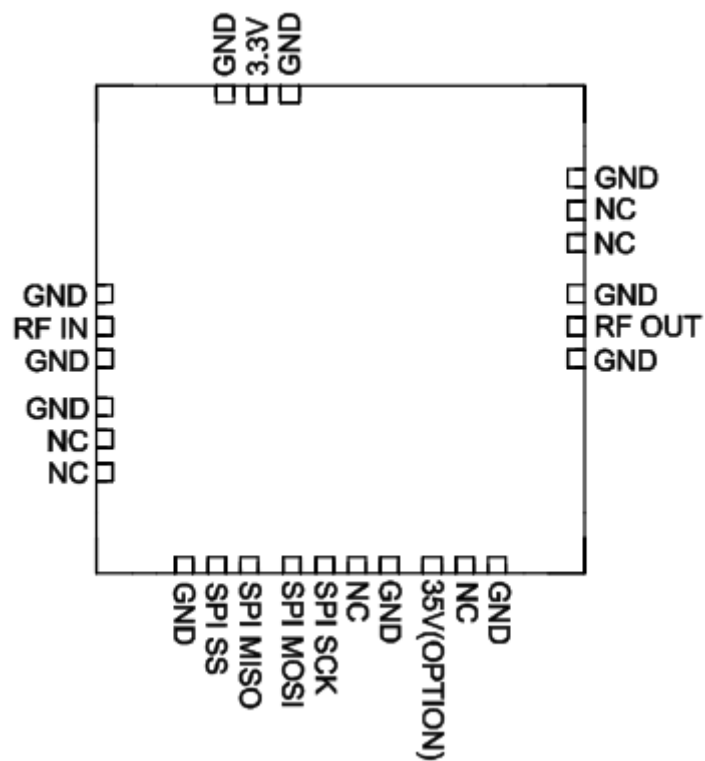 GND
3.3V
GND
GND
NC
NC
GND
RF OUT
GND
GND
RF IN
GND
GND
NC
NC
GND
SPI SS
SPI MISO
SPI MOSI
SPI SCK
NC
GND
35V(OPTION)
NC
GND